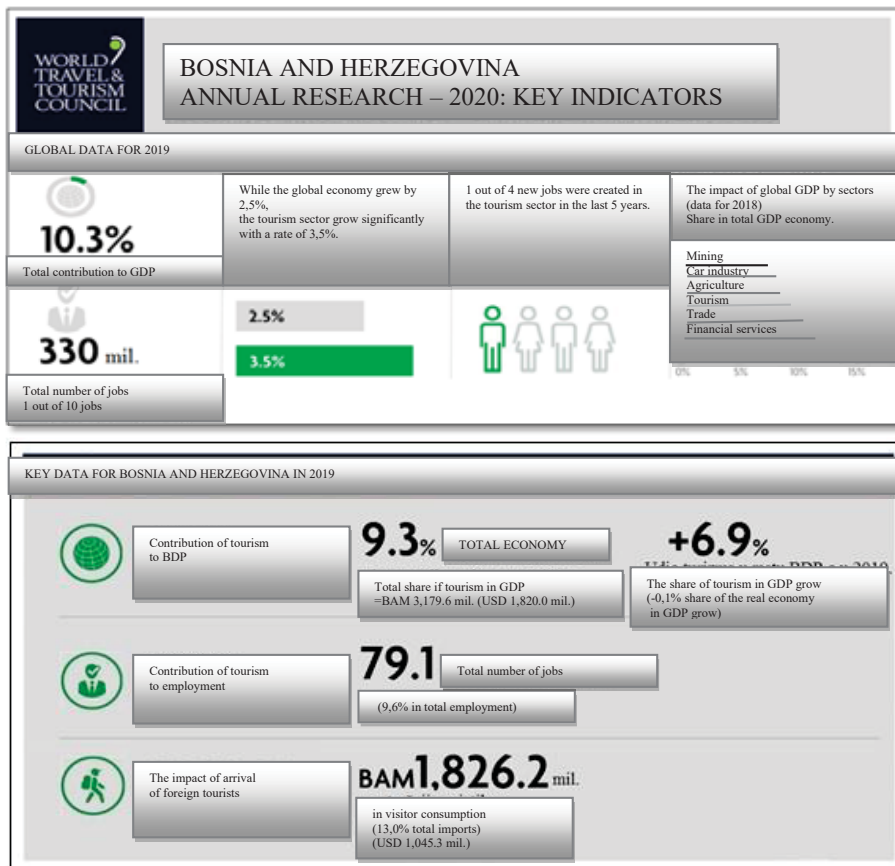 WORLD
TRAVEL &
TOURISM
COUNCIL
BOSNIA AND HERZEGOVINA
ANNUAL RESEARCH – 2020: KEY INDICATORS
GLOBAL DATA FOR 2019
10.3%
Total contribution to GDP
While the global economy grew by
2,5%,
the tourism sector grow significantly
with a rate of 3,5%.
1 out of 4 new jobs were created in
the tourism sector in the last 5 years.
The impact of global GDP by sectors
(data for 2018)
Share in total GDP economy.
Mining
Car industry
Agriculture
Tourism
Trade
Financial services
0% 5% 10% 15%
330 mil.
Total number of jobs
1 out of 10 jobs
2.5%
3.5%
KEY DATA FOR BOSNIA AND HERZEGOVINA IN 2019
Contribution of tourism
to BDP
9.3% TOTAL ECONOMY
Total share if tourism in GDP
=BAM 3,179.6 mil. (USD 1,820.0 mil.)
+6.9%
The share of tourism in GDP grow
(-0,1% share of the real economy
in GDP grow)
Contribution of tourism
to employment
79.1 Total number of jobs
(9,6% in total employment)
The impact of arrival
of foreign tourists
BAM1,826.2 mil.
in visitor consumption
(13,0% total imports)
(USD 1,045.3 mil.)